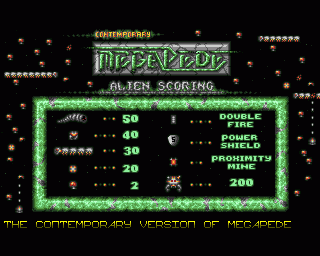 CONTEMPORARY
MEGAPEDE
ALIEN SCORING
50 DOUBLE FIRE
40 POWER SHIELD
30
20 PROXIMITY MINE
2 200
THE CONTEMPORARY VERSION OF MEGAPEDE